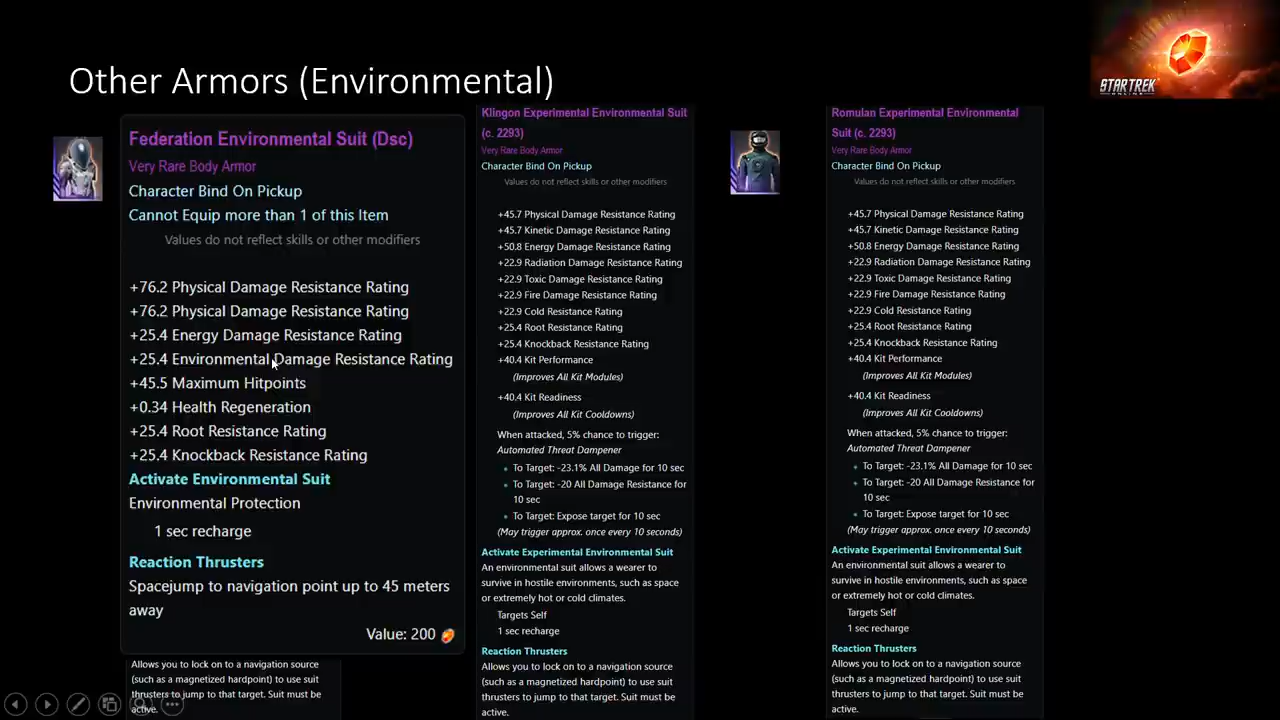 Other Armors (Environmental)
STAR TREK
ONLINE
Federation Environmental Suit (Dsc)
Very Rare Body Armor
Character Bind On Pickup
Cannot Equip more than 1 of this Item
Values do not reflect skills or other modifiers
+76.2 Physical Damage Resistance Rating
+76.2 Physical Damage Resistance Rating
+25.4 Energy Damage Resistance Rating
+25.4 Environmental Damage Resistance Rating
+45.5 Maximum Hitpoints
+0.34 Health Regeneration
+25.4 Root Resistance Rating
+25.4 Knockback Resistance Rating
Activate Environmental Suit
Environmental Protection
1 sec recharge
Reaction Thrusters
Spacejump to navigation point up to 45 meters
away
Value: 200
Allows you to lock on to a navigation source
(such as a magnetized hardpoint) to use suit
thrusters to jump to that target. Suit must be
active.
Klingon Experimental Environmental Suit
(c. 2293)
Very Rare Body Armor
Character Bind On Pickup
Values do not reflect skills or other modifiers
+45.7 Physical Damage Resistance Rating
+45.7 Kinetic Damage Resistance Rating
+50.8 Energy Damage Resistance Rating
+22.9 Radiation Damage Resistance Rating
+22.9 Toxic Damage Resistance Rating
+22.9 Fire Damage Resistance Rating
+22.9 Cold Resistance Rating
+25.4 Root Resistance Rating
+25.4 Knockback Resistance Rating
+40.4 Kit Performance
(Improves All Kit Modules)
+40.4 Kit Readiness
(Improves All Kit Cooldowns)
When attacked, 5% chance to trigger:
Automated Threat Dampener
• To Target: -23.1% All Damage for 10 sec
• To Target: -20 All Damage Resistance for
10 sec
• To Target: Expose target for 10 sec
(May trigger approx. once every 10 seconds)
Activate Experimental Environmental Suit
An environmental suit allows a wearer to
survive in hostile environments, such as space
or extremely hot or cold climates.
Targets Self
1 sec recharge
Reaction Thrusters
Allows you to lock on to a navigation source
(such as a magnetized hardpoint) to use suit
thrusters to jump to that target. Suit must be
active.
Romulan Experimental Environmental
Suit (c. 2293)
Very Rare Body Armor
Character Bind On Pickup
Values do not reflect skills or other modifiers
+45.7 Physical Damage Resistance Rating
+45.7 Kinetic Damage Resistance Rating
+50.8 Energy Damage Resistance Rating
+22.9 Radiation Damage Resistance Rating
+22.9 Toxic Damage Resistance Rating
+22.9 Fire Damage Resistance Rating
+22.9 Cold Resistance Rating
+25.4 Root Resistance Rating
+25.4 Knockback Resistance Rating
+40.4 Kit Performance
(Improves All Kit Modules)
+40.4 Kit Readiness
(Improves All Kit Cooldowns)
When attacked, 5% chance to trigger:
Automated Threat Dampener
• To Target: -23.1% All Damage for 10 sec
• To Target: -20 All Damage Resistance for
10 sec
• To Target: Expose target for 10 sec
(May trigger approx. once every 10 seconds)
Activate Experimental Environmental Suit
An environmental suit allows a wearer to
survive in hostile environments, such as space
or extremely hot or cold climates.
Targets Self
1 sec recharge
Reaction Thrusters
Allows you to lock on to a navigation source
(such as a magnetized hardpoint) to use suit
thrusters to jump to that target. Suit must be
active.